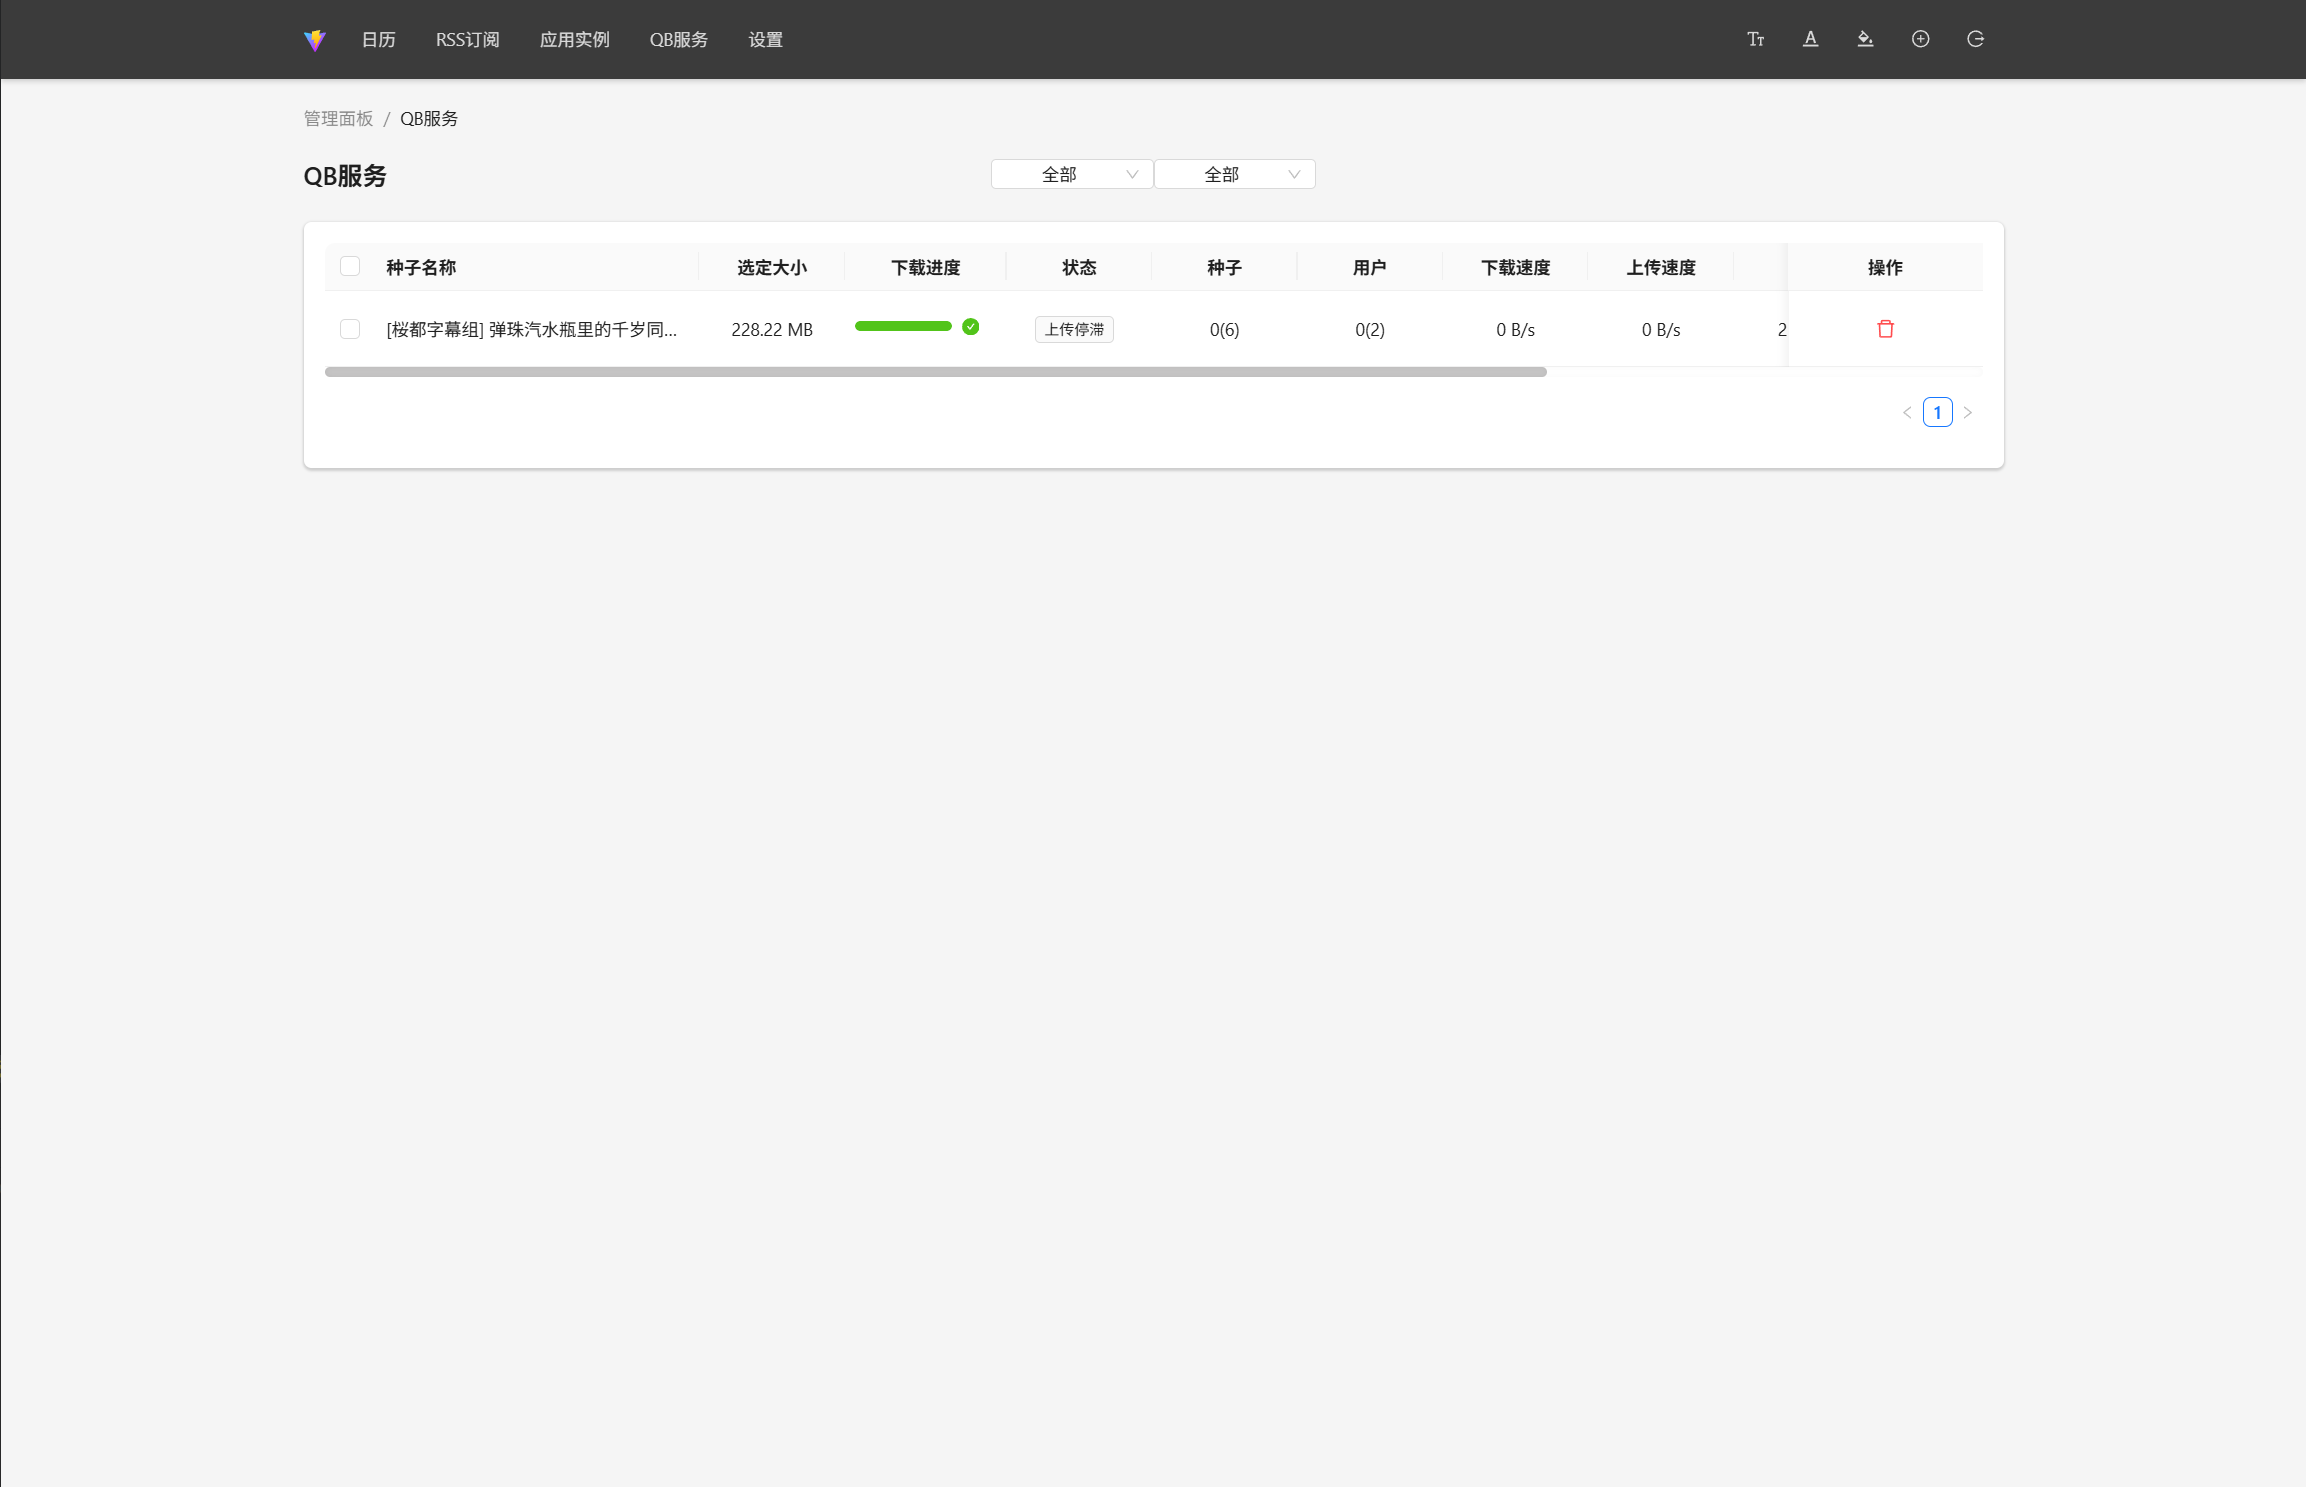 日历 RSS订阅 应用实例 QB服务 设置
管理面板 / QB服务
QB服务 全部 全部
种子名称 选定大小 下载进度 状态 种子 用户 下载速度 上传速度 操作
[桜都字幕组] 弹珠汽水瓶里的千岁同... 228.22 MB 上传停滞 0(6) 0(2) 0 B/s 0 B/s 2
1